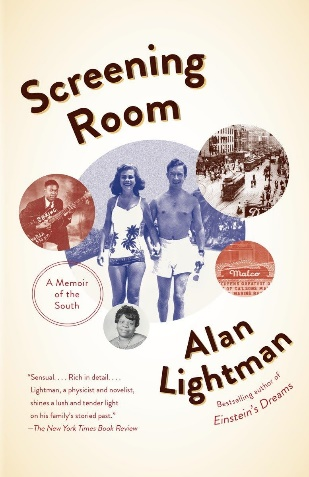 Screening
Room
A Memoir
of the
South
Malco
Alan
Lightman
Bestselling author of
Einstein's Dreams
"Sensual. . . . Rich in detail. . . .
Lightman, a physicist and novelist,
shines a lush and tender light
on his family's storied past."
—The New York Times Book Review